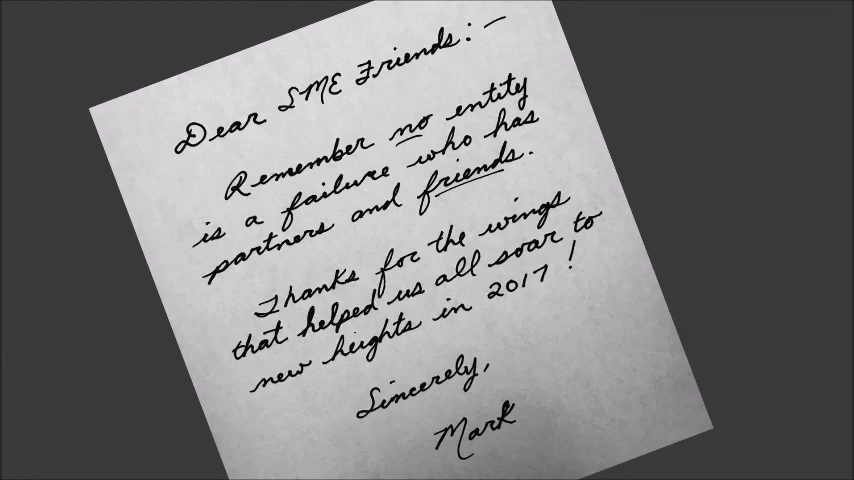 Dear SME Friends: —
Remember no entity
is a failure who has
partners and friends.
Thanks for the wings
that helped us all soar to
new heights in 2017!
Sincerely,
Mark